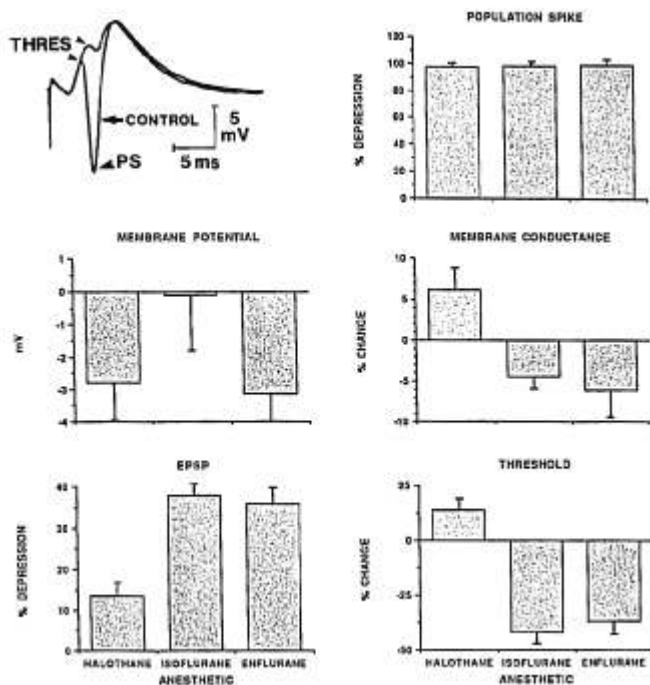 THRES
CONTROL
PS
5
mV
5 ms
POPULATION SPIKE
% DEPRESSION
120
100
80
60
40
20
0
MEMBRANE POTENTIAL
mV
1
0
-1
-2
-3
-4
MEMBRANE CONDUCTANCE
% CHANGE
10
5
0
-5
-10
EPSP
% DEPRESSION
40
30
20
10
0
HALOTHANE ISOFLURANE ENFLURANE
ANESTHETIC
THRESHOLD
% CHANGE
25
0
-25
-50
HALOTHANE ISOFLURANE ENFLURANE
ANESTHETIC